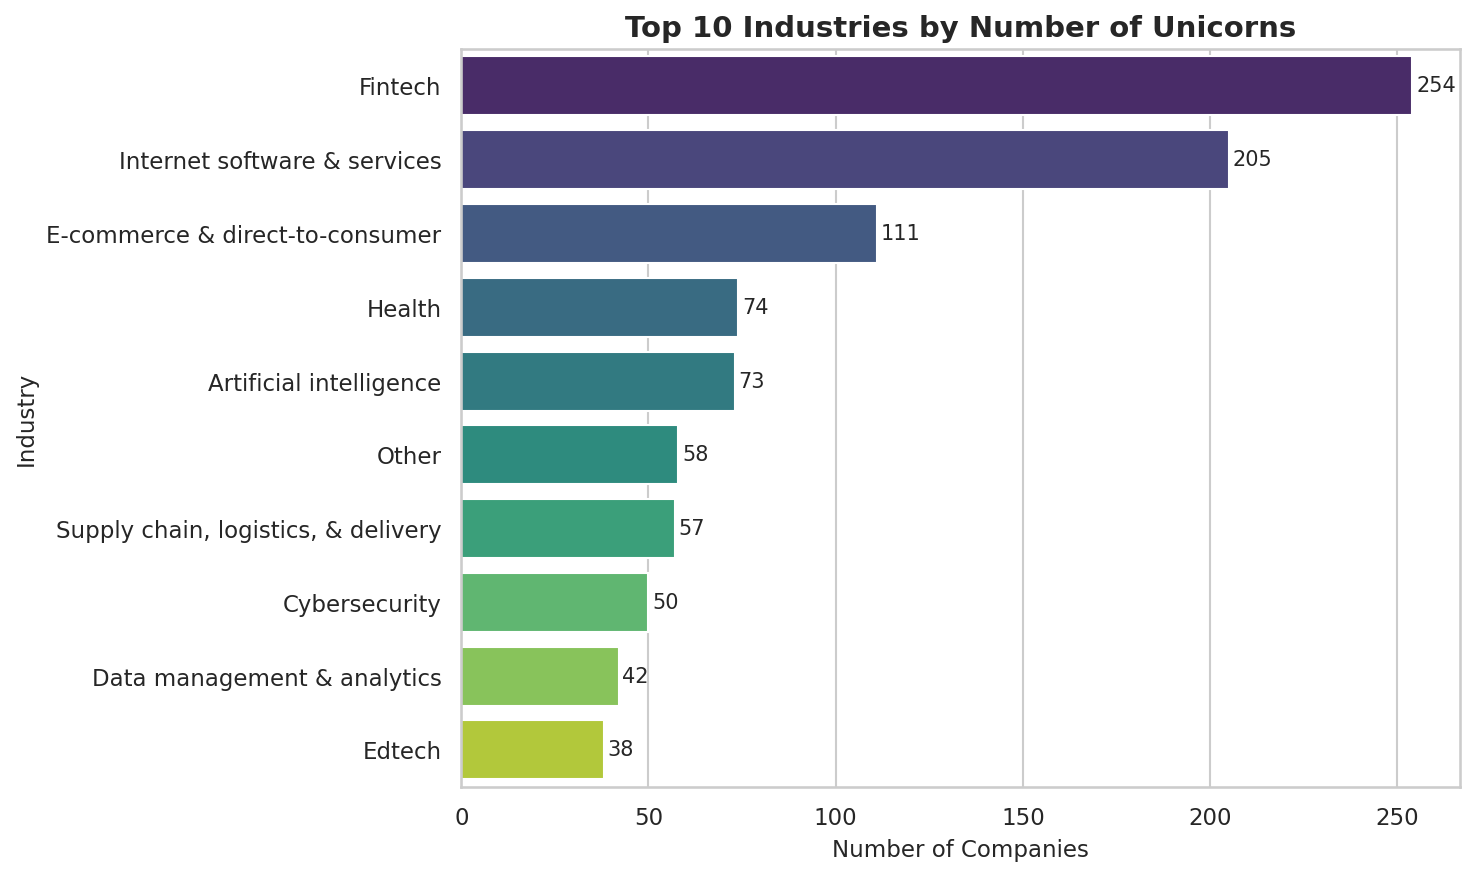 Top 10 Industries by Number of Unicorns
Fintech 254
Internet software & services 205
E-commerce & direct-to-consumer 111
Health 74
Artificial intelligence 73
Other 58
Supply chain, logistics, & delivery 57
Cybersecurity 50
Data management & analytics 42
Edtech 38
Industry
0 50 100 150 200 250
Number of Companies